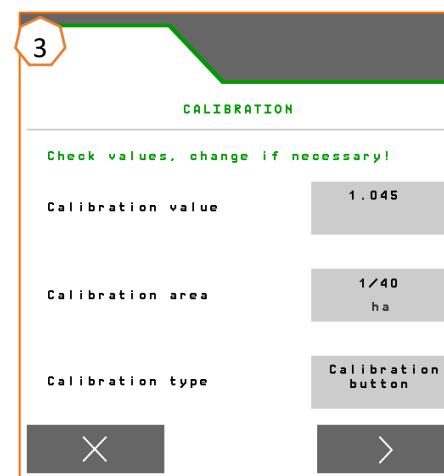 3
CALIBRATION
Check values, change if necessary!
Calibration value
1.045
Calibration area
1/40
ha
Calibration type
Calibration
button